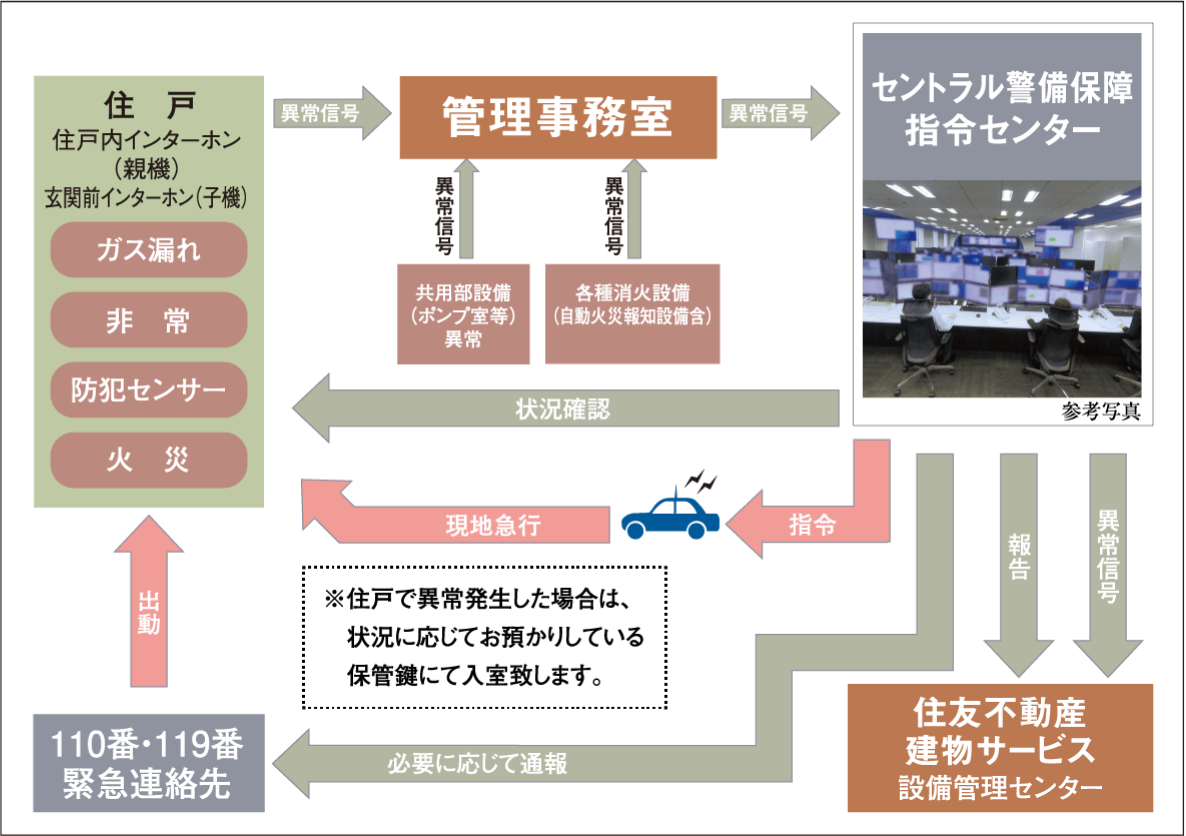 住　戸
住戸内インターホン
（親機）
玄関前インターホン(子機)
ガス漏れ
非　常
防犯センサー
火　災
異常信号
管理事務室
異常信号
セントラル警備保障
指令センター
参考写真
異常信号
異常信号
共用部設備
（ポンプ室等）
異常
各種消火設備
（自動火災報知設備含）
状況確認
指令
現地急行
出動
※住戸で異常発生した場合は、
状況に応じてお預かりしている
保管鍵にて入室致します。
報告
異常信号
110番・119番
緊急連絡先
必要に応じて通報
住友不動産
建物サービス
設備管理センター